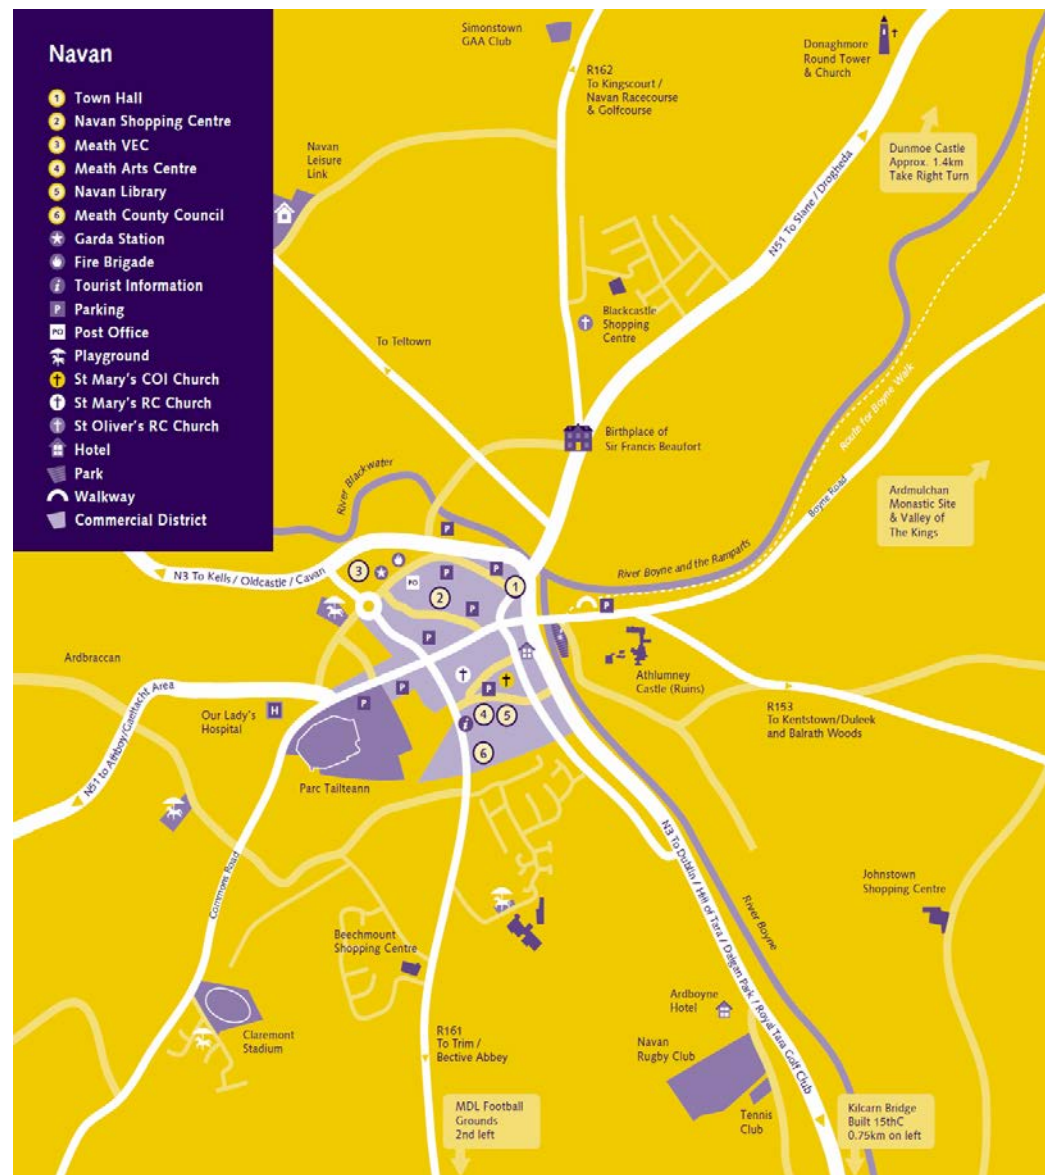 Navan
1 Town Hall
2 Navan Shopping Centre
3 Meath VEC
4 Meath Arts Centre
5 Navan Library
6 Meath County Council
Garda Station
Fire Brigade
i Tourist Information
P Parking
PO Post Office
Playground
St Mary's COI Church
St Mary's RC Church
St Oliver's RC Church
Hotel
Park
Walkway
Commercial District
Simonstown
GAA Club
R162
To Kingscourt /
Navan Racecourse
& Golfcourse
Donaghmore
Round Tower
& Church
Dunmoe Castle
Approx. 1.4km
Take Right Turn
Navan
Leisure
Link
N51 To Slane / Drogheda
Blackcastle
Shopping
Centre
To Teltown
Birthplace of
Sir Francis Beaufort
Route for Boyne Walk
Boyne Road
River Blackwater
Ardmulchan
Monastic Site
& Valley of
The Kings
River Boyne and the Ramparts
N3 To Kells / Oldcastle / Cavan
P
3
PO
P
P
2
1
P
P
P
Ardbraccan
Athlumney
Castle (Ruins)
N51 to Athboy/Gaeltacht Area
Our Lady's
Hospital
H
P
P
P
4
5
i
6
R153
To Kentstown/Duleek
and Balrath Woods
Parc Tailteann
Commons Road
N3 To Dublin / Hill of Tara / Dalgan Park / Royal Tara Golf Club
River Boyne
Johnstown
Shopping Centre
Beechmount
Shopping Centre
Ardboyne
Hotel
Claremont
Stadium
R161
To Trim /
Bective Abbey
Navan
Rugby Club
MDL Football
Grounds
2nd left
Tennis
Club
Kilcarn Bridge
Built 15thC
0.75km on left